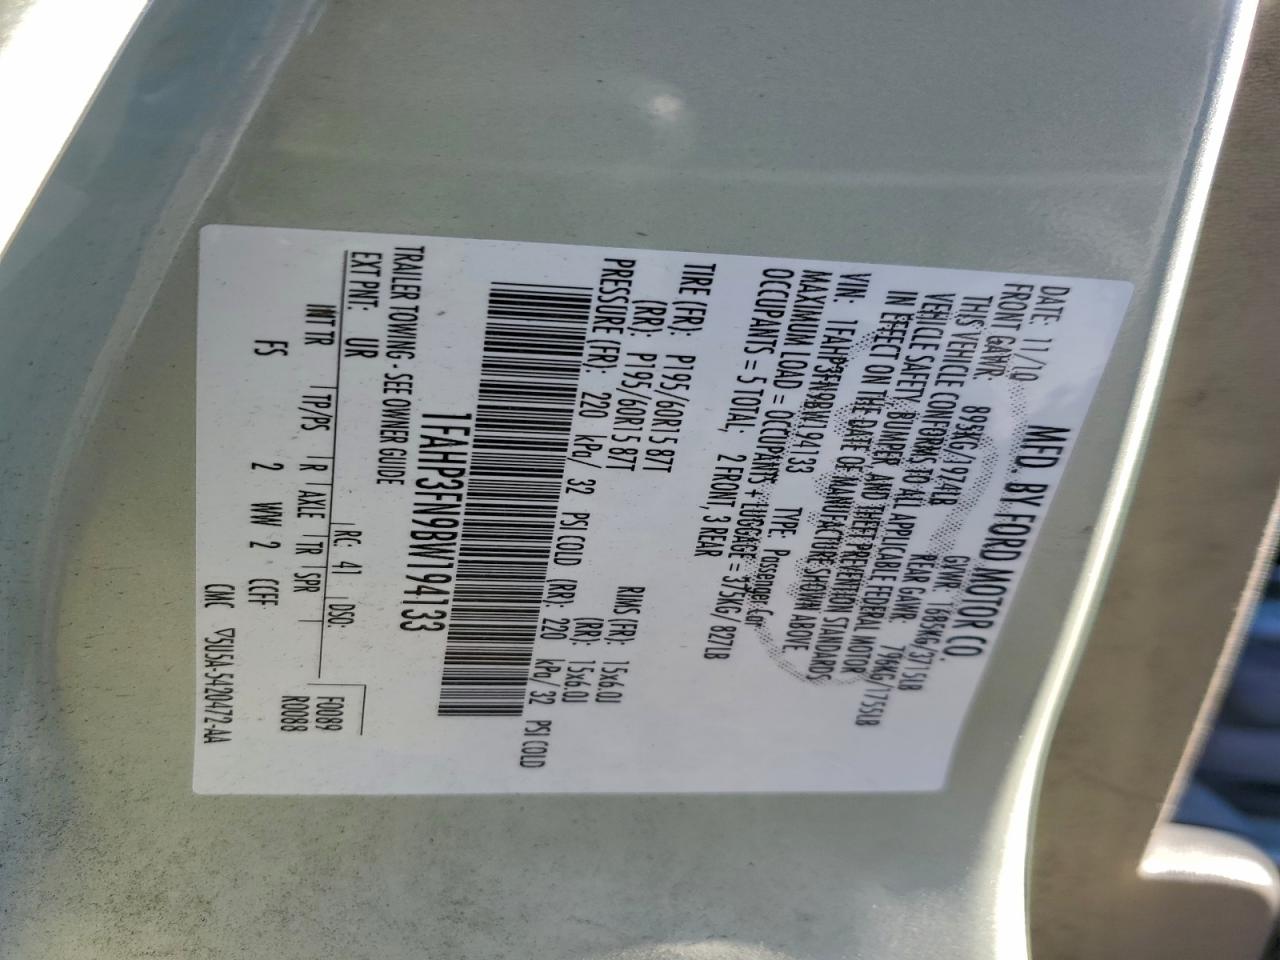 MFD. BY FORD MOTOR CO.
DATE: 11/10 GVWR: 1685KG/3715LB
FRONT GAWR: 895KG/1974LB REAR GAWR: 796KG/1755LB
THIS VEHICLE CONFORMS TO ALL APPLICABLE FEDERAL MOTOR
VEHICLE SAFETY, BUMPER, AND THEFT PREVENTION STANDARDS
IN EFFECT ON THE DATE OF MANUFACTURE SHOWN ABOVE.
VIN: 1FAHP3FN9BW194133 TYPE: Passenger Car
MAXIMUM LOAD = OCCUPANTS + LUGGAGE = 375KG/ 827LB
OCCUPANTS = 5 TOTAL, 2 FRONT, 3 REAR
TIRE (FR): P195/60R15 87T RIMS (FR): 15x6.0J
(RR): P195/60R15 87T (RR): 15x6.0J
PRESSURE (FR): 220 kPa/ 32 PSI COLD (RR): 220 kPa/ 32 PSI COLD
1FAHP3FN9BW194133
TRAILER TOWING - SEE OWNER GUIDE
EXT PNT: UR RC: 41 DSO: F0089
INT TR TP/PS R AXLE TR SPR R0088
FS 2 WW 2 CCFF
CMC ▽5U5A-5420472-AA